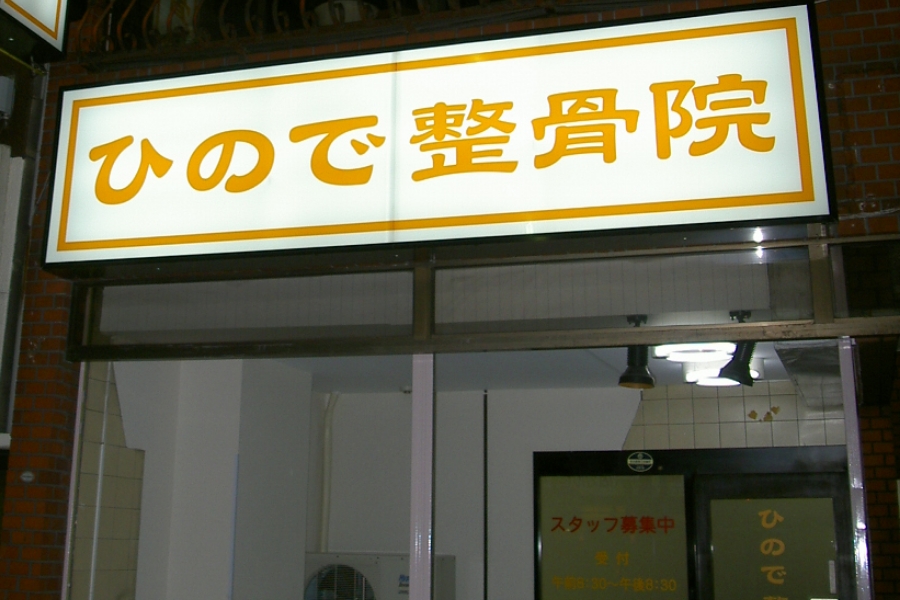 ひので整骨院
スタッフ募集中
受付
午前8:30～午後8:30
ひので